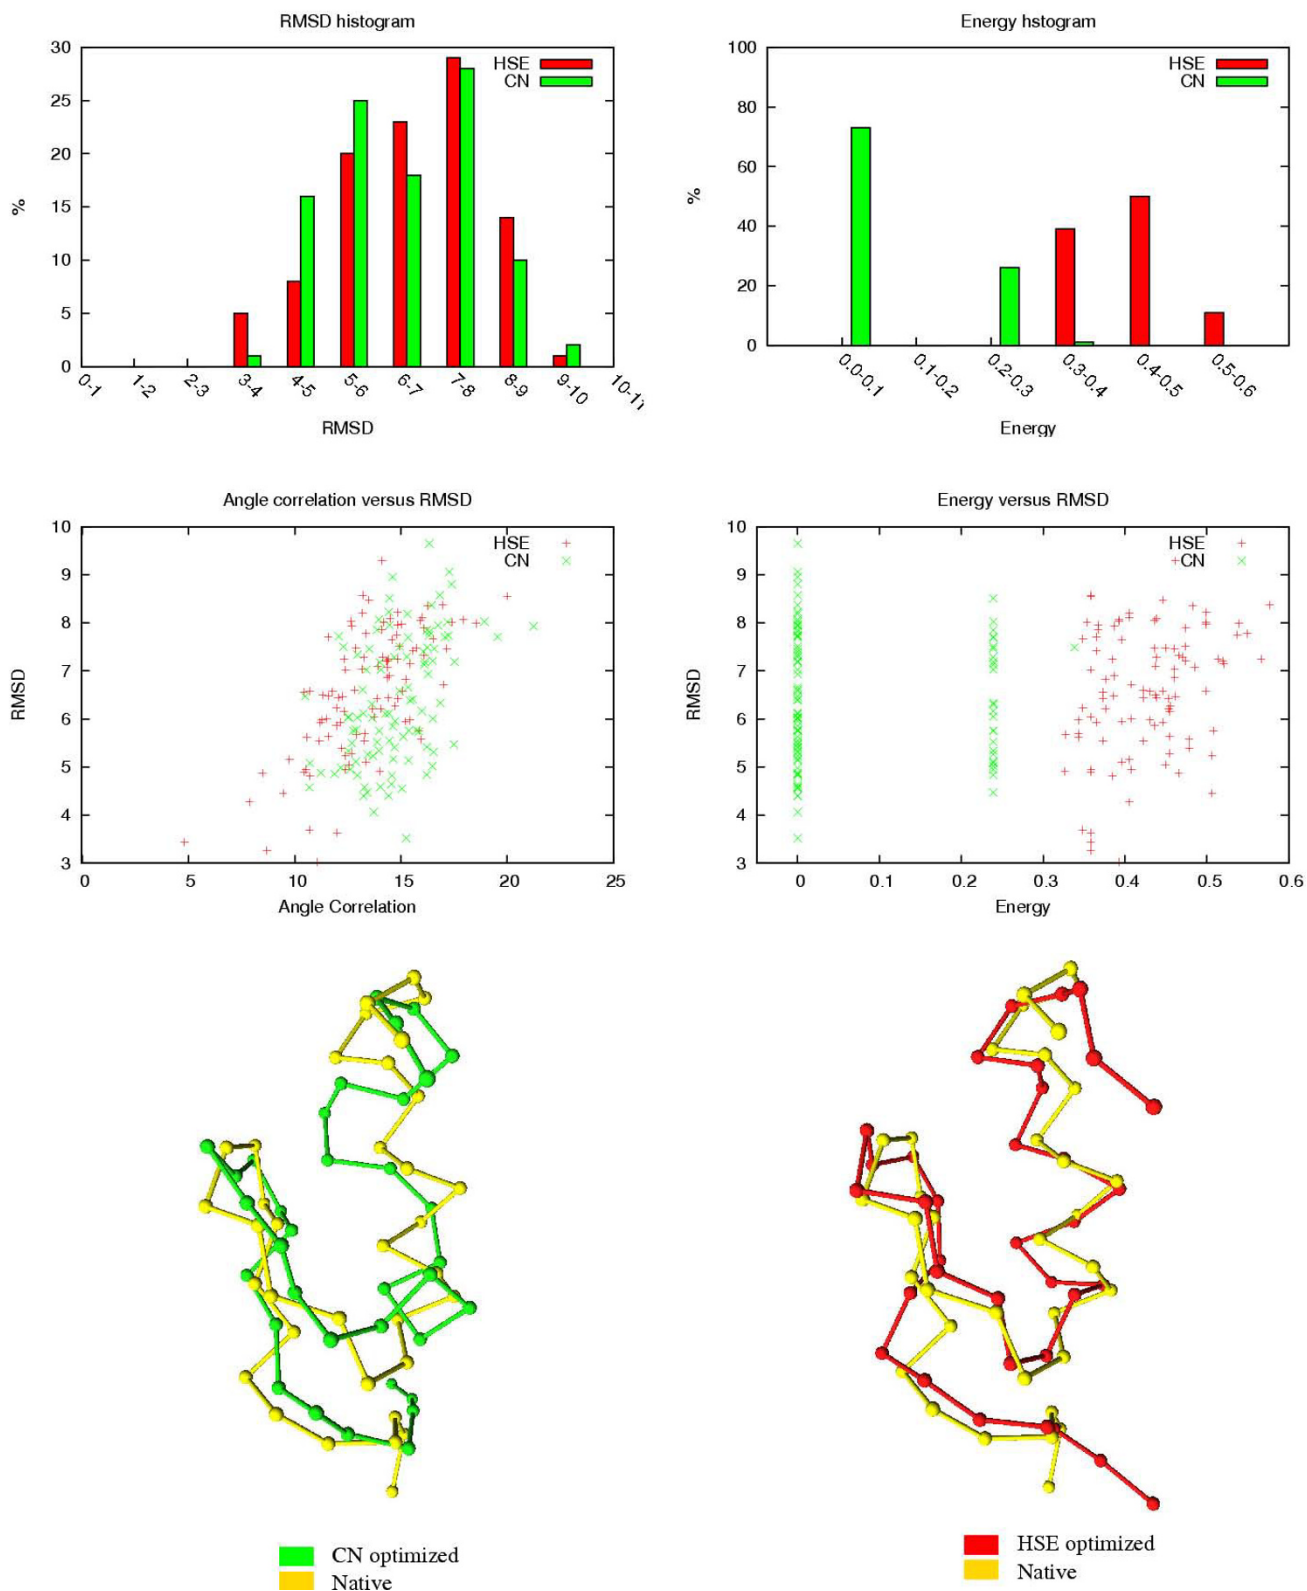 RMSD histogram
30
25
20
15
10
5
0
%
HSE
CN
0-1
1-2
2-3
3-4
4-5
5-6
6-7
7-8
8-9
9-10
10-11
RMSD
Energy hstogram
100
80
60
40
20
0
%
HSE
CN
0.0-0.1
0.1-0.2
0.2-0.3
0.3-0.4
0.4-0.5
0.5-0.6
Energy
Angle correlation versus RMSD
10
9
8
7
6
5
4
3
RMSD
HSE
CN
0 5 10 15 20 25
Angle Correlation
Energy versus RMSD
10
9
8
7
6
5
4
3
RMSD
HSE
CN
0 0.1 0.2 0.3 0.4 0.5 0.6
Energy
CN optimized
Native
HSE optimized
Native